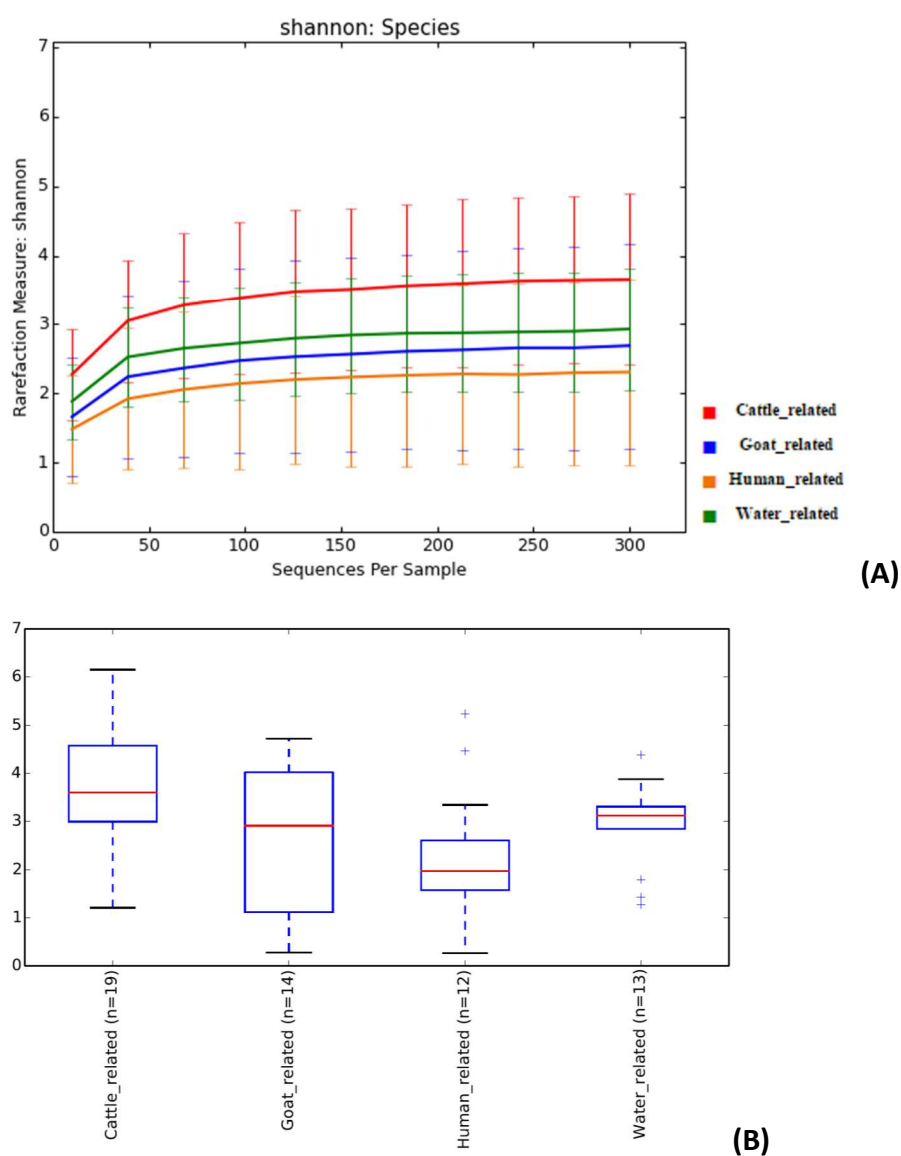 shannon: Species
7
6
5
4
3
2
1
0
Rarefaction Measure: shannon
0 50 100 150 200 250 300
Sequences Per Sample
Cattle_related
Goat_related
Human_related
Water_related
(A)
7
6
5
4
3
2
1
0
Cattle_related (n=19)
Goat_related (n=14)
Human_related (n=12)
Water_related (n=13)
(B)